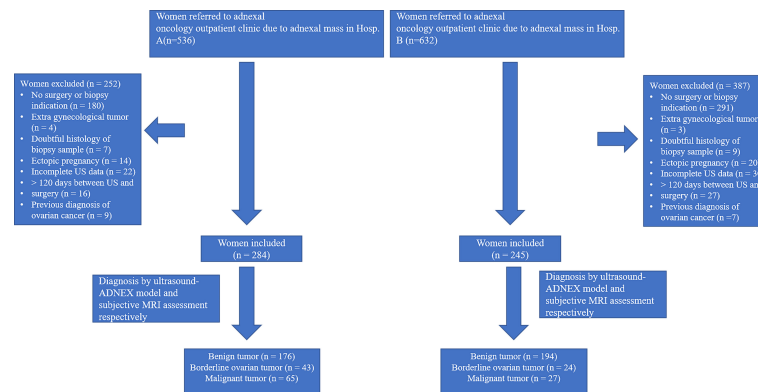 Women referred to adnexal
oncology outpatient clinic due to adnexal mass in Hosp.
A(n=536)
Women referred to adnexal
oncology outpatient clinic due to adnexal mass in Hosp.
B (n=632)
Women excluded (n = 252)
• No surgery or biopsy
indication (n = 180)
• Extra gynecological tumor
(n = 4)
• Doubtful histology of
biopsy sample (n = 7)
• Ectopic pregnancy (n = 14)
• Incomplete US data (n = 22)
• > 120 days between US and
• surgery (n = 16)
• Previous diagnosis of
ovarian cancer (n = 9)
Women excluded (n = 387)
• No surgery or biopsy
indication (n = 291)
• Extra gynecological tumor
(n = 3)
• Doubtful histology of
biopsy sample (n = 9)
• Ectopic pregnancy (n = 20
• Incomplete US data (n =
• > 120 days between US an
• surgery (n = 27)
• Previous diagnosis of
ovarian cancer (n =7)
Women included
(n = 284)
Women included
(n = 245)
Diagnosis by ultrasound-
ADNEX model and
subjective MRI assessment
respectively
Diagnosis by ultrasound-
ADNEX model and
subjective MRI assessment
respectively
Benign tumor (n = 176)
Borderline ovarian tumor (n = 43)
Malignant tumor (n = 65)
Benign tumor (n = 194)
Borderline ovarian tumor (n = 24)
Malignant tumor (n = 27)